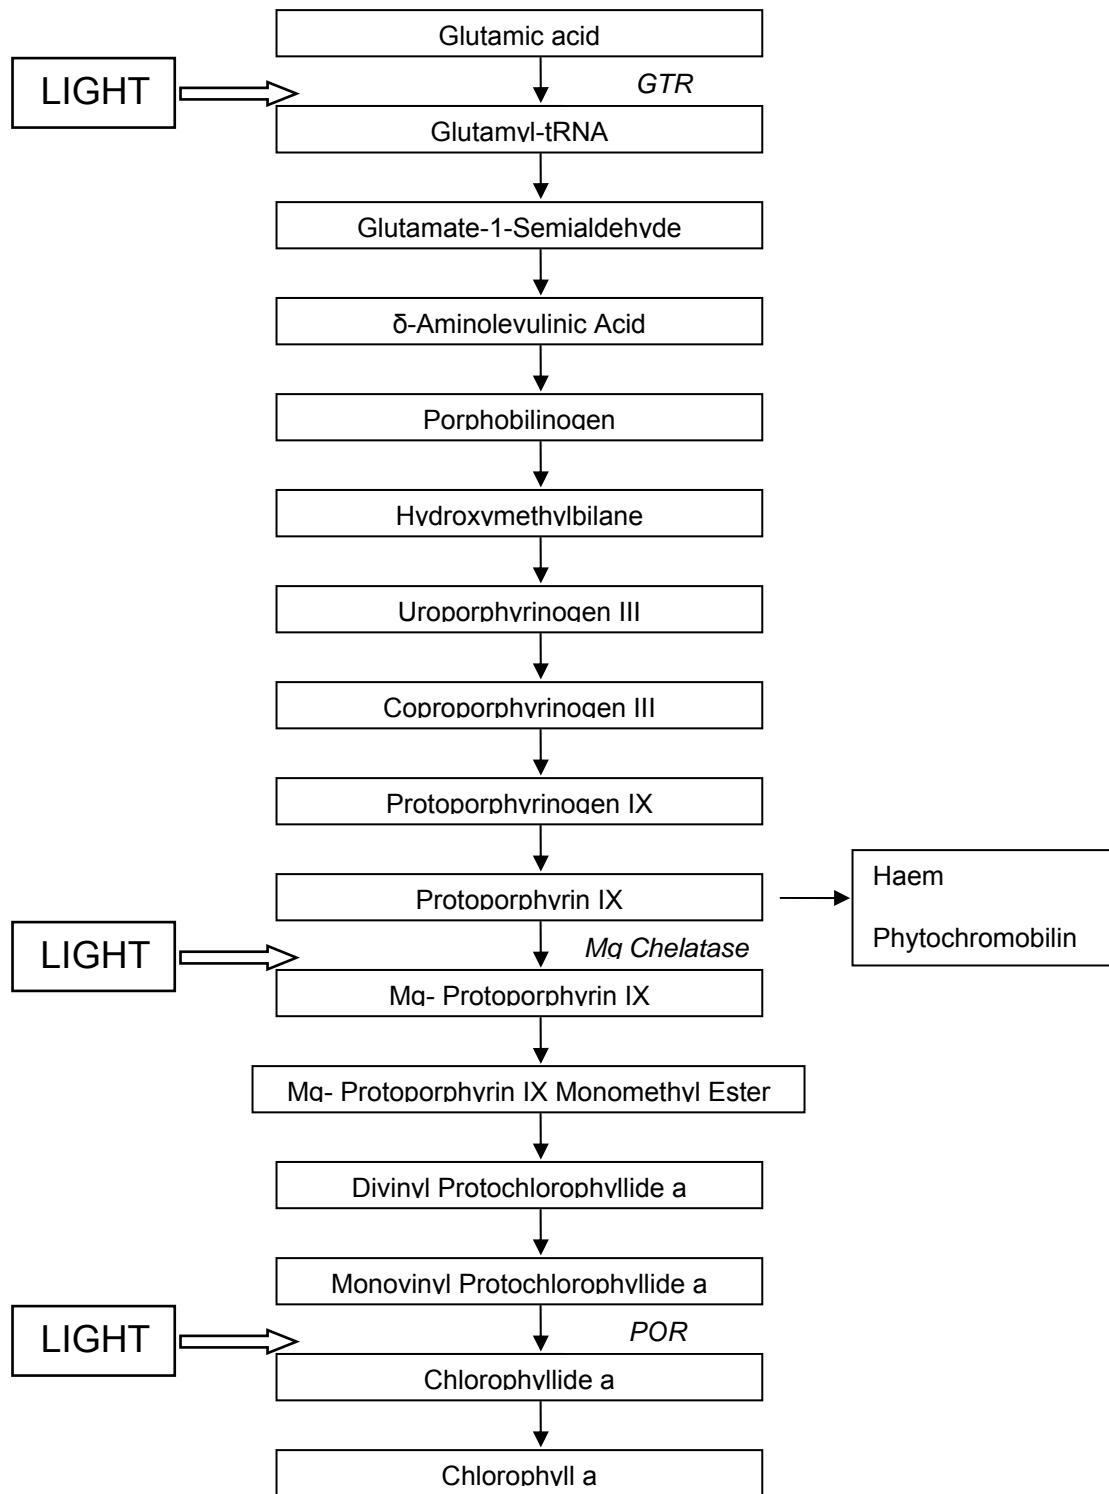 Glutamic acid
LIGHT
GTR
Glutamyl-tRNA
Glutamate-1-Semialdehyde
δ-Aminolevulinic Acid
Porphobilinogen
Hydroxymethylbilane
Uroporphyrinogen III
Coproporphyrinogen III
Protoporphyrinogen IX
Protoporphyrin IX
Haem
Phytochromobilin
LIGHT
Mg Chelatase
Mg- Protoporphyrin IX
Mg- Protoporphyrin IX Monomethyl Ester
Divinyl Protochlorophyllide a
Monovinyl Protochlorophyllide a
LIGHT
POR
Chlorophyllide a
Chlorophyll a